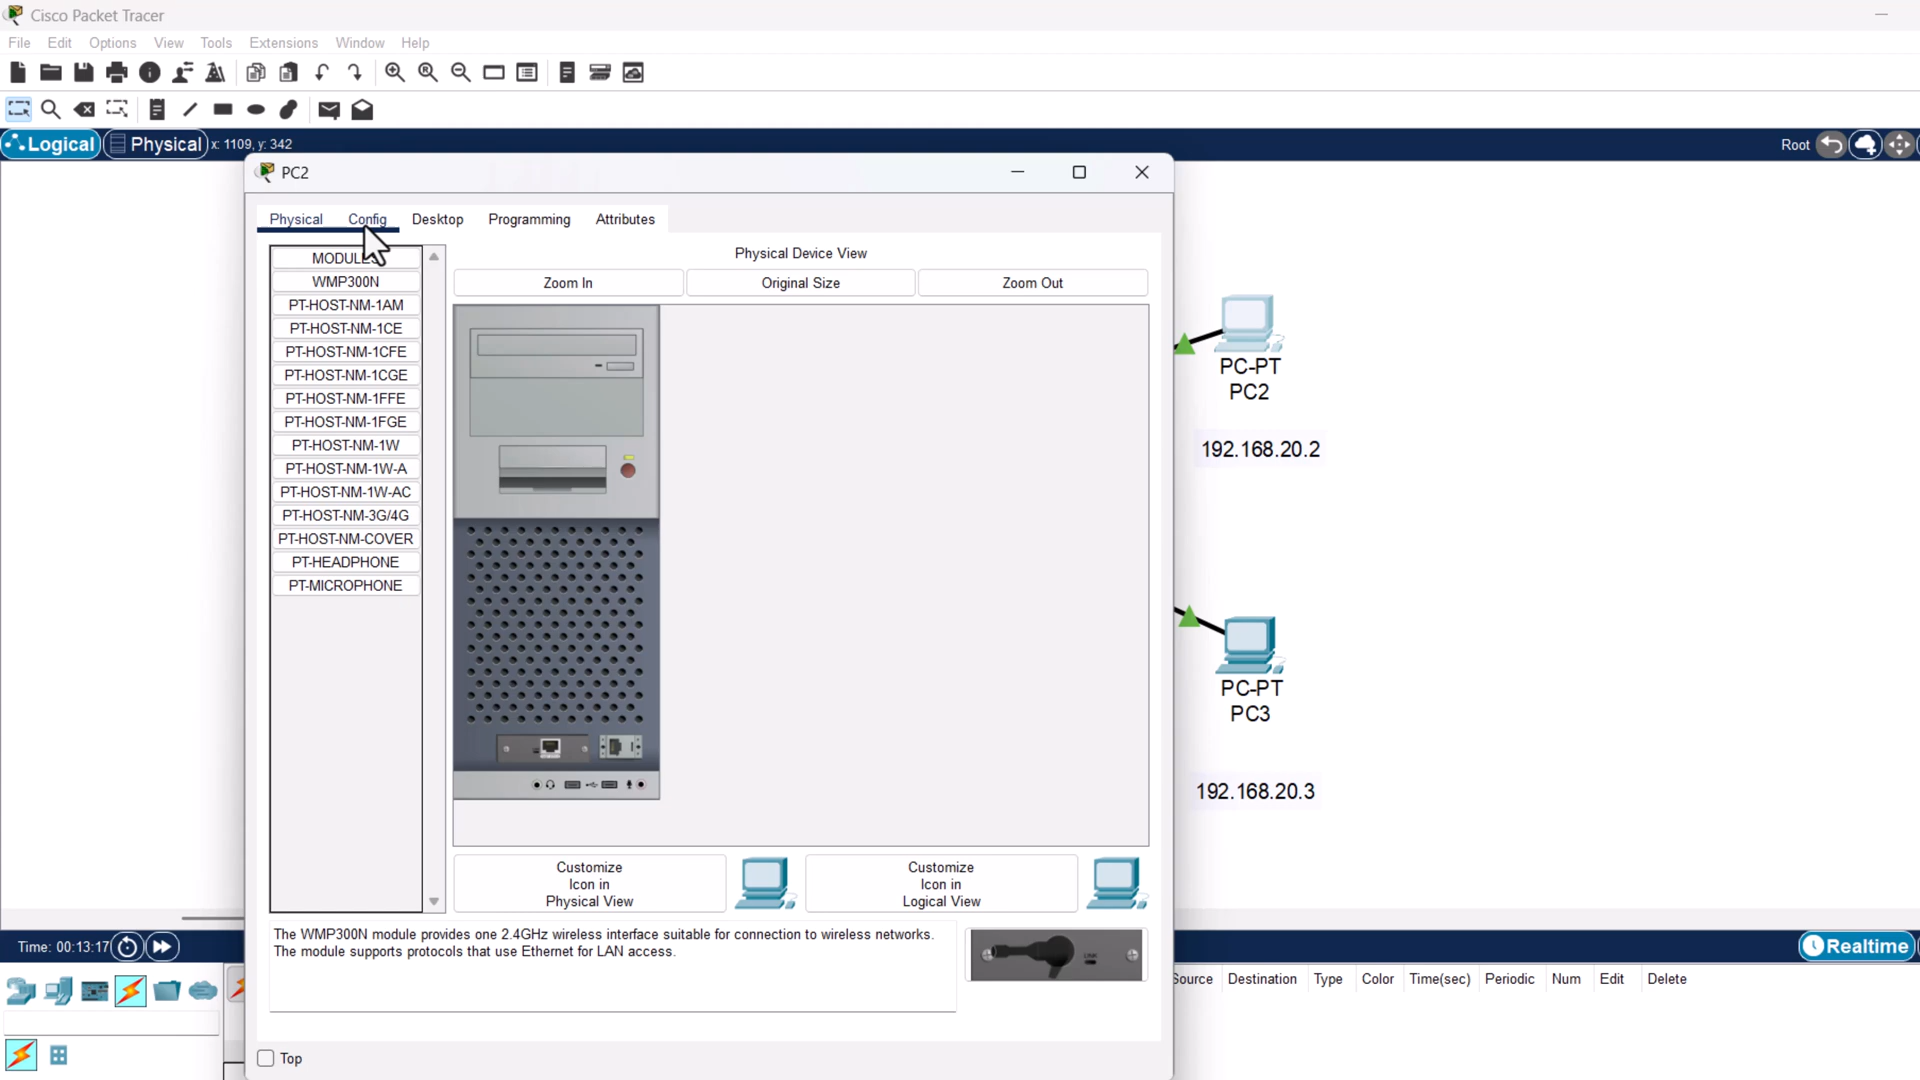 Cisco Packet Tracer
File Edit Options View Tools Extensions Window Help
Logical Physical x: 1109, y: 342
Root
PC2
Physical Config Desktop Programming Attributes
MODULES
WMP300N
PT-HOST-NM-1AM
PT-HOST-NM-1CE
PT-HOST-NM-1CFE
PT-HOST-NM-1CGE
PT-HOST-NM-1FFE
PT-HOST-NM-1FGE
PT-HOST-NM-1W
PT-HOST-NM-1W-A
PT-HOST-NM-1W-AC
PT-HOST-NM-3G/4G
PT-HOST-NM-COVER
PT-HEADPHONE
PT-MICROPHONE
Physical Device View
Zoom In Original Size Zoom Out
Customize
Icon in
Physical View
Customize
Icon in
Logical View
The WMP300N module provides one 2.4GHz wireless interface suitable for connection to wireless networks.
The module supports protocols that use Ethernet for LAN access.
LINK
Top
PC-PT
PC2
192.168.20.2
PC-PT
PC3
192.168.20.3
Time: 00:13:17
Realtime
Source Destination Type Color Time(sec) Periodic Num Edit Delete